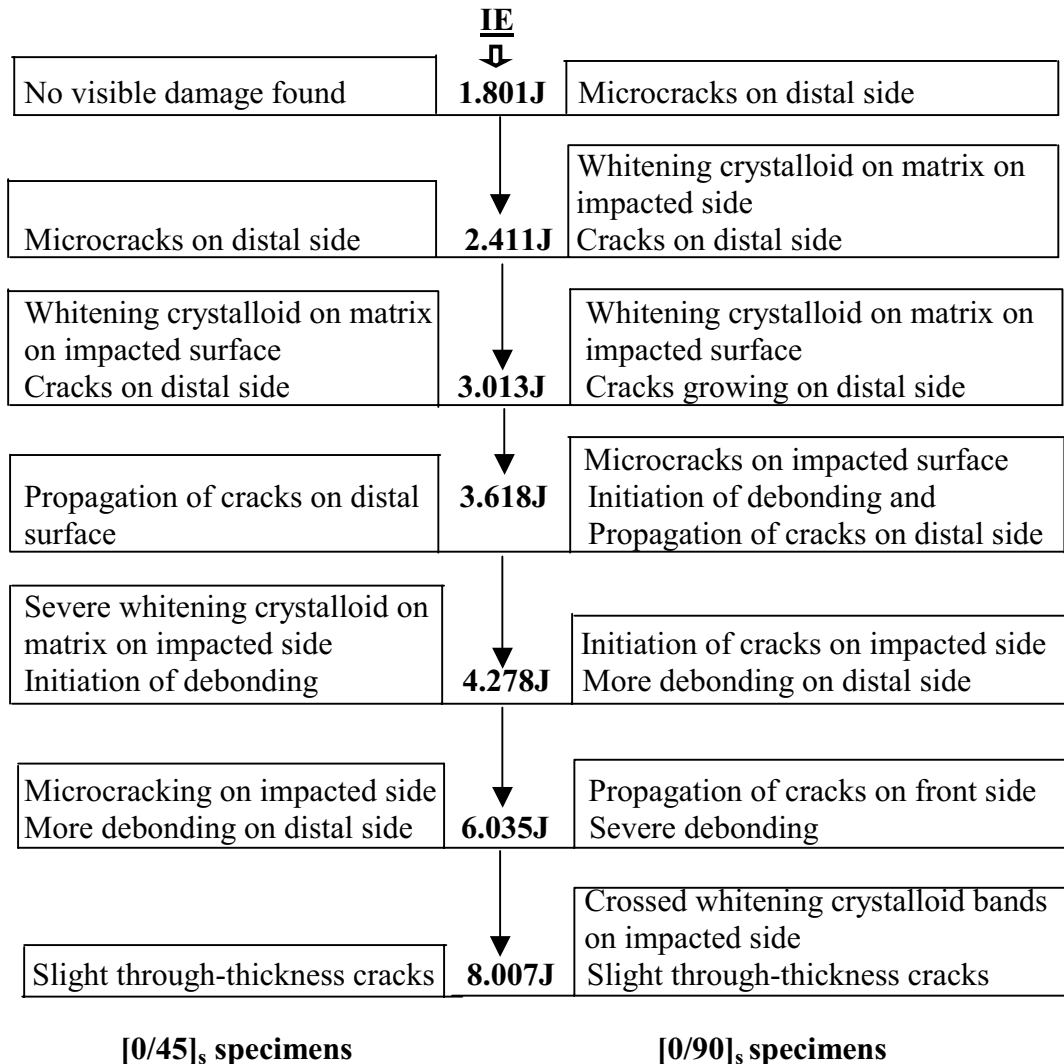 IE
No visible damage found
1.801J
Microcracks on distal side
Microcracks on distal side
2.411J
Whitening crystalloid on matrix on
impacted side
Cracks on distal side
Whitening crystalloid on matrix
on impacted surface
Cracks on distal side
3.013J
Whitening crystalloid on matrix on
impacted surface
Cracks growing on distal side
Propagation of cracks on distal
surface
3.618J
Microcracks on impacted surface
Initiation of debonding and
Propagation of cracks on distal side
Severe whitening crystalloid on
matrix on impacted side
Initiation of debonding
4.278J
Initiation of cracks on impacted side
More debonding on distal side
Microcracking on impacted side
More debonding on distal side
6.035J
Propagation of cracks on front side
Severe debonding
Slight through-thickness cracks
8.007J
Crossed whitening crystalloid bands
on impacted side
Slight through-thickness cracks
[0/45]s specimens
[0/90]s specimens